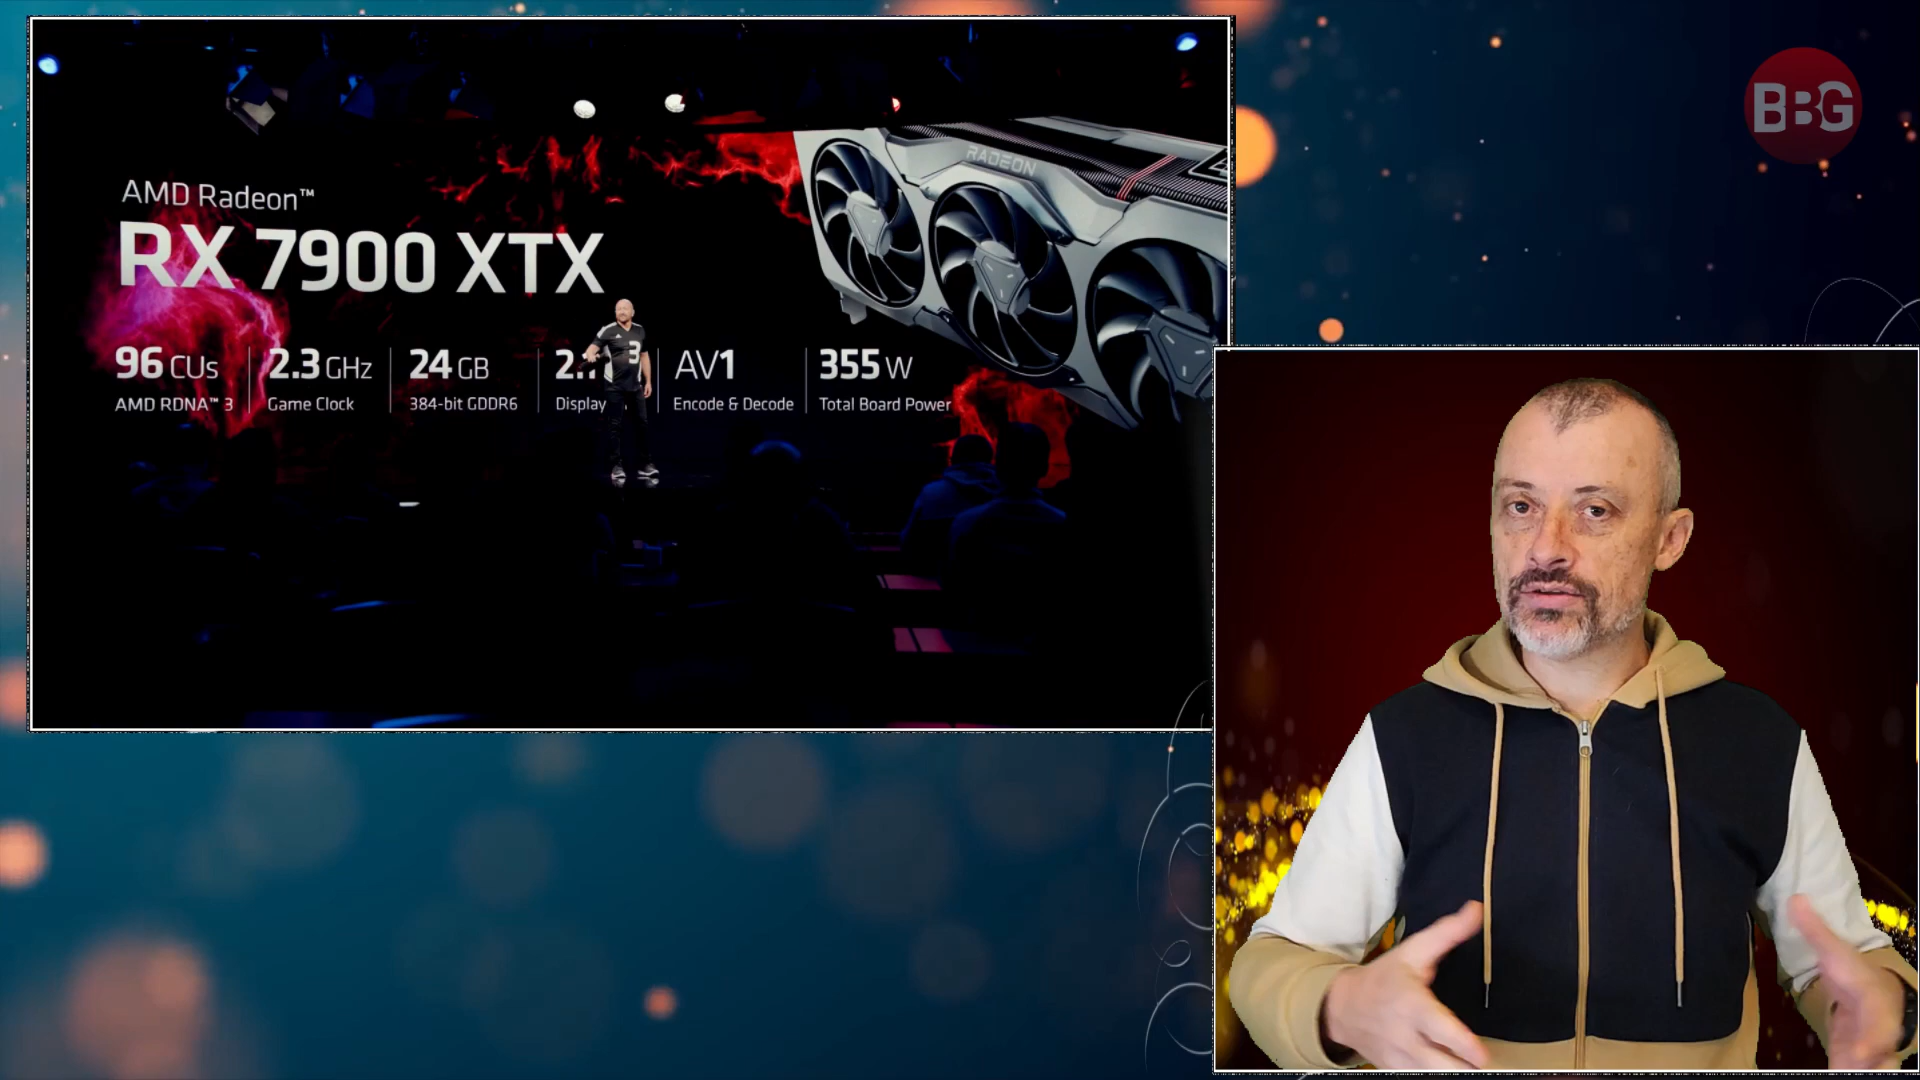 BBG
RADEON
AMD Radeon™
RX 7900 XTX
96 CUs
AMD RDNA™ 3
2.3 GHz
Game Clock
24 GB
384-bit GDDR6
Display
AV1
Encode & Decode
355 W
Total Board Power
3